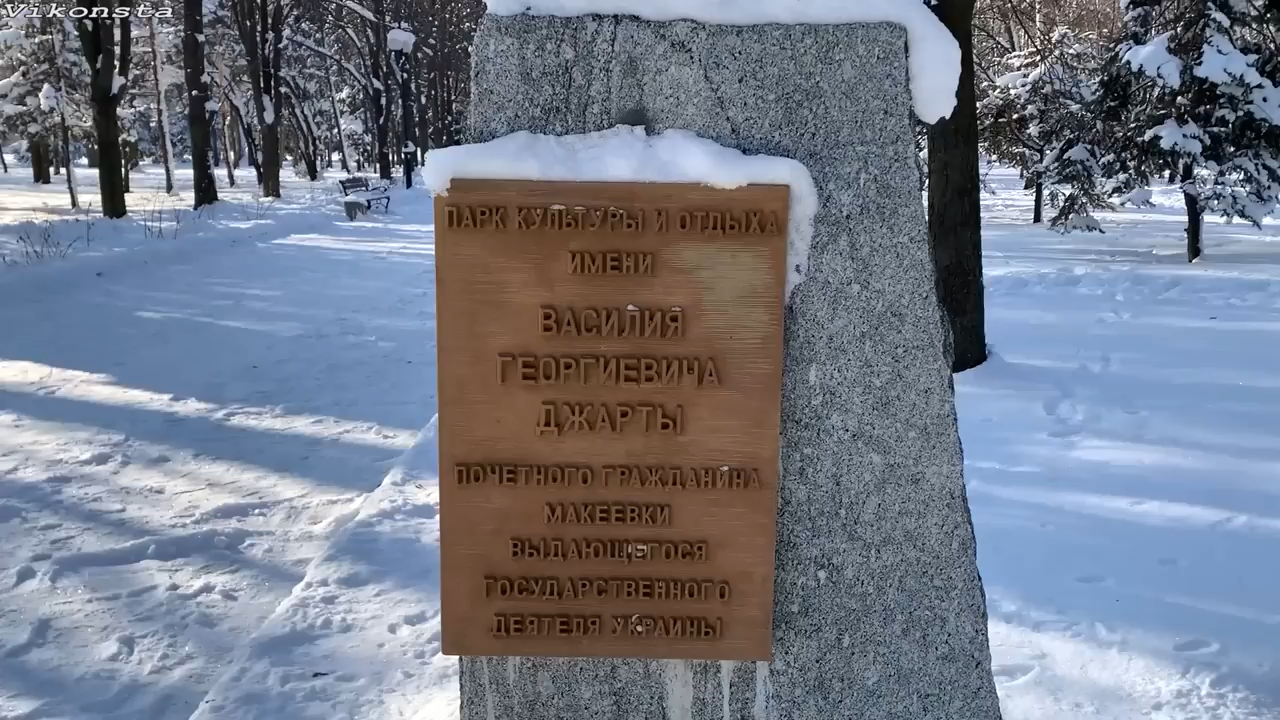 Vikonsta
ПАРК КУЛЬТУРЫ И ОТДЫХА
ИМЕНИ
ВАСИЛИЯ
ГЕОРГИЕВИЧА
ДЖАРТЫ
ПОЧЕТНОГО ГРАЖДАНИНА
МАКЕЕВКИ
ВЫДАЮЩЕГОСЯ
ГОСУДАРСТВЕННОГО
ДЕЯТЕЛЯ УКРАИНЫ